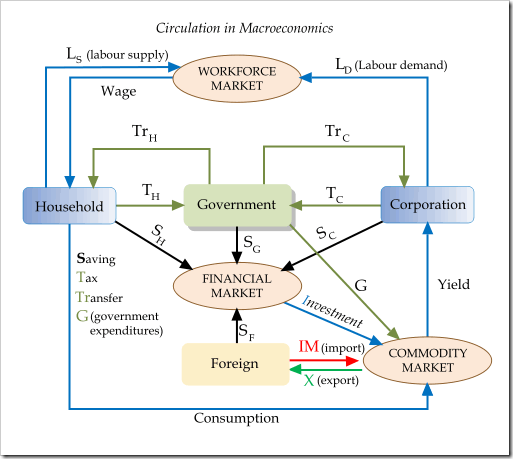 Circulation in Macroeconomics
LS (labour supply)
WORKFORCE
MARKET
LD (Labour demand)
Wage
TrH
TrC
Household
TH
Government
TC
Corporation
SH
SG
SC
Saving
Tax
Transfer
G (government
expenditures)
FINANCIAL
MARKET
G
Yield
Investment
SF
Foreign
IM (import)
X (export)
COMMODITY
MARKET
Consumption